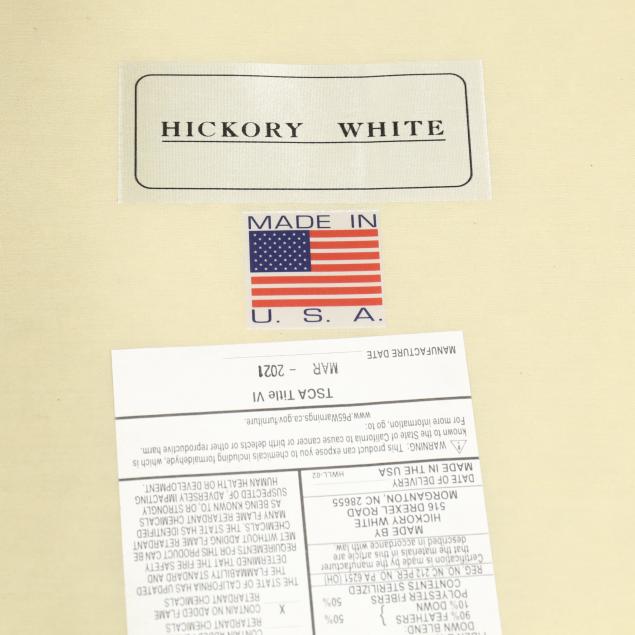 HICKORY WHITE
MADE IN
U. S. A.
DOWN BLEND:
90% FEATHERS
10% DOWN } 50%
POLYESTER FIBERS 50%
CONTENTS STERILIZED
REG. NO. NC 212 PER. NO. PA 6251 (OH)
Certification is made by the manufacturer
that the materials in this article are
described in accordance with law
MADE BY
HICKORY WHITE
516 DREXEL ROAD
MORGANTON, NC 28655
DATE OF DELIVERY
MADE IN THE USA HWLL-02
RETARDANT CHEMICALS
X CONTAIN NO ADDED FLAME
RETARDANT CHEMICALS
THE STATE OF CALIFORNIA HAS UPDATED
THE FLAMMABILITY STANDARD AND
DETERMINED THAT THE FIRE SAFETY
REQUIREMENTS FOR THIS PRODUCT CAN BE
MET WITHOUT ADDING FLAME RETARDANT
CHEMICALS. THE STATE HAS IDENTIFIED
MANY FLAME RETARDANT CHEMICALS
AS BEING KNOWN TO, OR STRONGLY
SUSPECTED OF, ADVERSELY IMPACTING
HUMAN HEALTH OR DEVELOPMENT.
WARNING: This product can expose you to chemicals including formaldehyde, which is
known to the State of California to cause cancer or birth defects or other reproductive harm.
For more information, go to:
www.P65Warnings.ca.gov/furniture.
TSCA Title VI
MAR - 2021
MANUFACTURE DATE